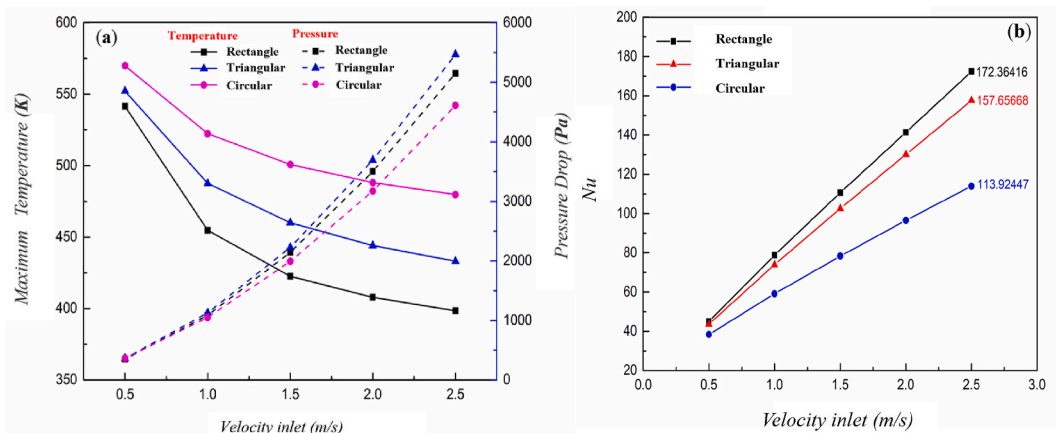 (a)
Temperature
Pressure
Rectangle
Rectangle
Triangular
Triangular
Circular
Circular
600
550
500
450
400
350
Maximum Temperature (K)
6000
5000
4000
3000
2000
1000
0
Pressure Drop (Pa)
0.5 1.0 1.5 2.0 2.5
Velocity inlet (m/s)
(b)
Rectangle
Triangular
Circular
200
180
160
140
120
100
80
60
40
20
Nu
172.36416
157.65668
113.92447
0.0 0.5 1.0 1.5 2.0 2.5 3.0
Velocity inlet (m/s)